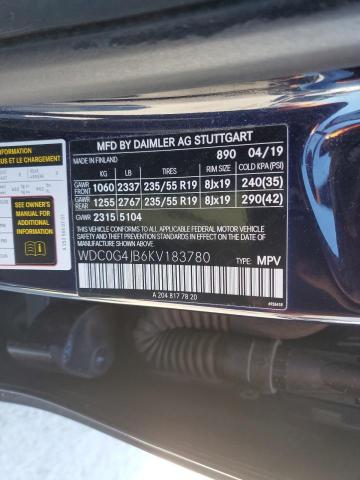 MFD BY DAIMLER AG STUTTGART
MADE IN FINLAND
890 04/19
KG LB TIRES RIM SIZE COLD KPA (PSI)
GAWR FRONT 1060 2337 235/55 R19 8Jx19 240(35)
GAWR REAR 1255 2767 235/55 R19 8Jx19 290(42)
GVWR 2315 5104
THIS VEHICLE CONFORMS TO ALL APPLICABLE
FEDERAL MOTOR VEHICLE SAFETY, BUMPER,
AND THEFT PREVENTION STANDARDS IN EFFECT
ON THE DATE OF MANUFACTURE SHOWN ABOVE.
WDC0G4JB6KV183780 TYPE: MPV
A 204 817 78 20
ET LE CHARGEMENT
SEE OWNER'S
MANUAL FOR
ADDITIONAL
INFORMATION